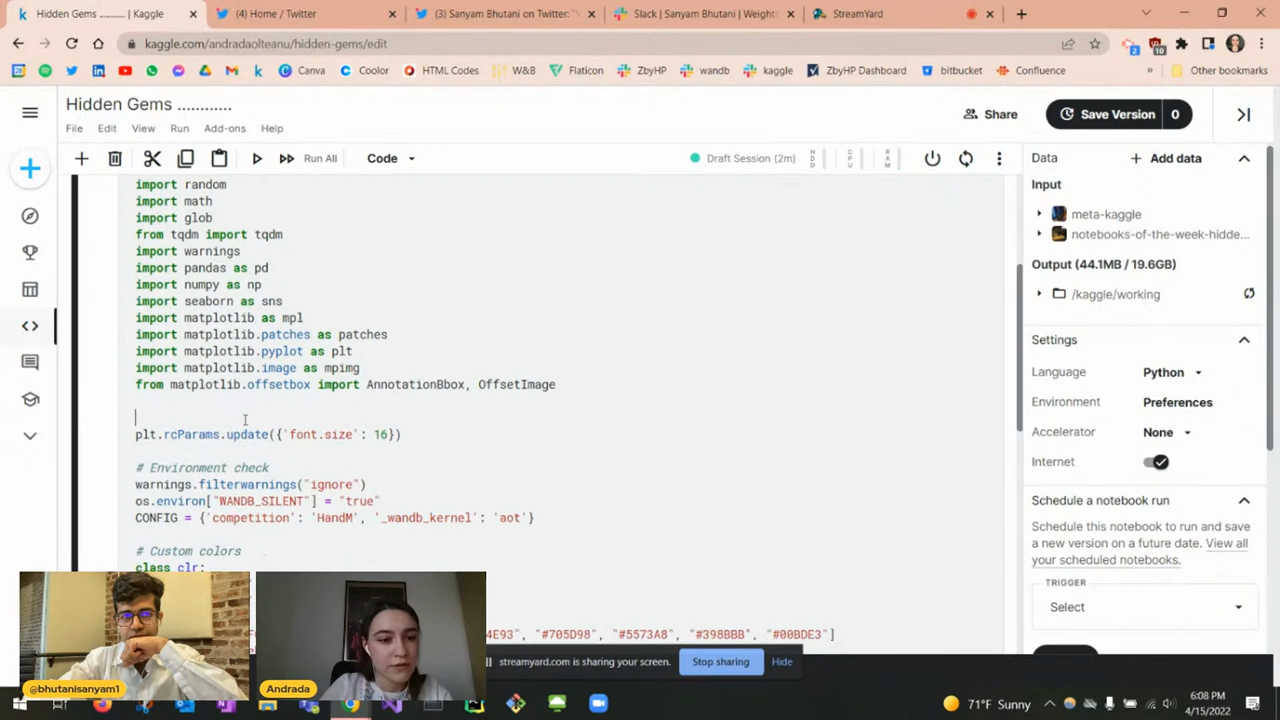 Hidden Gems ............ | Kaggle
(4) Home / Twitter
(3) Sanyam Bhutani on Twitter: "
Slack | Sanyam Bhutani | Weights
StreamYard
kaggle.com/andradaolteanu/hidden-gems/edit
2
10
Canva
Coolor
HTML Codes
W&B
Flaticon
ZbyHP
wandb
kaggle
ZbyHP Dashboard
bitbucket
Confluence
»
Other bookmarks
Hidden Gems ............
File
Edit
View
Run
Add-ons
Help
Share
Save Version
0
Run All
Code
Draft Session (2m)
HDD
CPU
RAM
import random
import math
import glob
from tqdm import tqdm
import warnings
import pandas as pd
import numpy as np
import seaborn as sns
import matplotlib as mpl
import matplotlib.patches as patches
import matplotlib.pyplot as plt
import matplotlib.image as mpimg
from matplotlib.offsetbox import AnnotationBbox, OffsetImage
plt.rcParams.update({'font.size': 16})
# Environment check
warnings.filterwarnings("ignore")
os.environ["WANDB_SILENT"] = "true"
CONFIG = {'competition': 'HandM', '_wandb_kernel': 'aot'}
# Custom colors
class clr:
4E93", "#705D98", "#5573A8", "#398BBB", "#00BDE3"]
Data
Add data
Input
meta-kaggle
notebooks-of-the-week-hidde...
Output (44.1MB / 19.6GB)
/kaggle/working
Settings
Language
Python
Environment
Preferences
Accelerator
None
Internet
Schedule a notebook run
Schedule this notebook to run and save
a new version on a future date. View all
your scheduled notebooks.
TRIGGER
Select
streamyard.com is sharing your screen.
Stop sharing
Hide
@bhutanisanyam1
Andrada
71°F Sunny
6:08 PM
4/15/2022